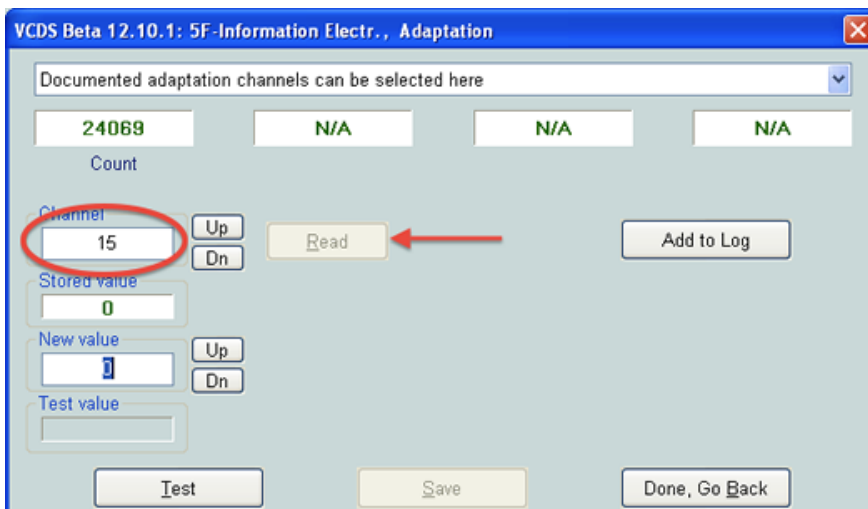 VCDS Beta 12.10.1: 5F-Information Electr., Adaptation
Documented adaptation channels can be selected here
24069 N/A N/A N/A
Count
Channel
15
Up
Dn
Read
Add to Log
Stored value
0
New value
0
Up
Dn
Test value
Test Save Done, Go Back